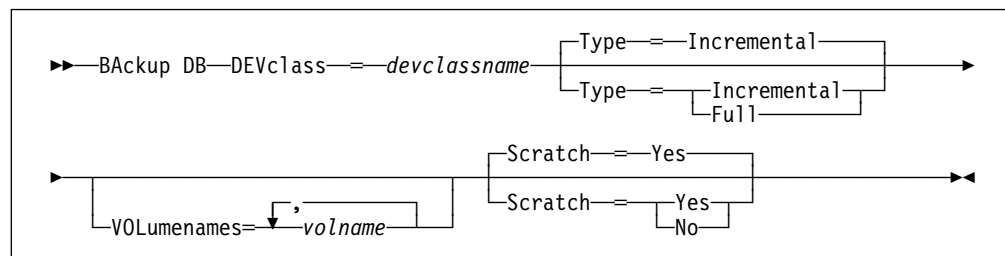 Type = Incremental
BAckup DB DEVclass = devclassname
Type = Incremental
Full
Scratch = Yes
,
Scratch = Yes
VOLumenames= volname
No